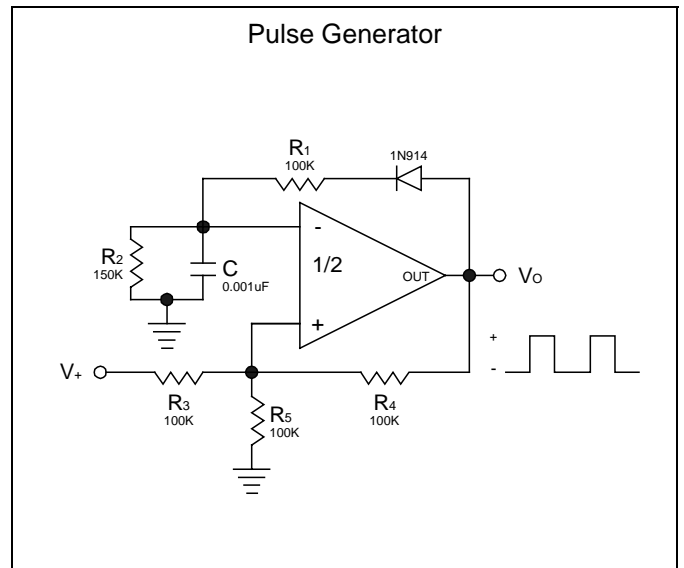 Pulse Generator
R1
100K
1N914
R2
150K
C
0.001uF
-
1/2
OUT
+
VO
V+
R3
100K
R5
100K
R4
100K
+
-